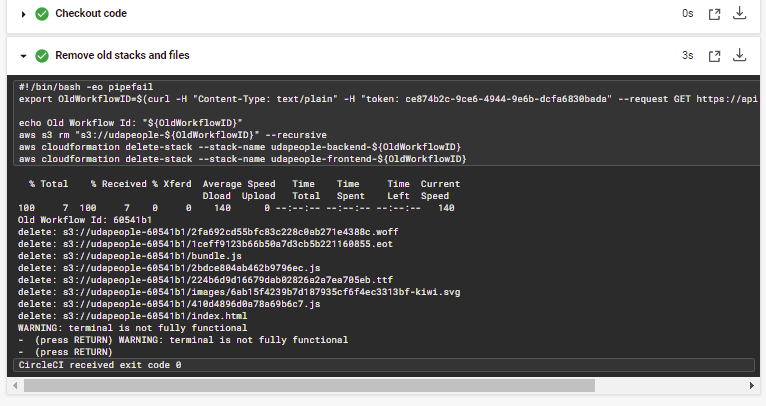 Checkout code 0s
Remove old stacks and files 3s
#!/bin/bash -eo pipefail
export OldWorkflowID=$(curl -H "Content-Type: text/plain" -H "token: ce874b2c-9ce6-4944-9e6b-dcfa6830bada" --request GET https://api
echo Old Workflow Id: "${OldWorkflowID}"
aws s3 rm "s3://udapeople-${OldWorkflowID}" --recursive
aws cloudformation delete-stack --stack-name udapeople-backend-${OldWorkflowID}
aws cloudformation delete-stack --stack-name udapeople-frontend-${OldWorkflowID}
% Total % Received % Xferd Average Speed Time Time Time Current
Dload Upload Total Spent Left Speed
100 7 100 7 0 0 140 0 --:--:-- --:--:-- --:--:-- 140
Old Workflow Id: 60541b1
delete: s3://udapeople-60541b1/2fa692cd55bfc83c228c0ab271e4388c.woff
delete: s3://udapeople-60541b1/1ceff9123b66b50a7d3cb5b221160855.eot
delete: s3://udapeople-60541b1/bundle.js
delete: s3://udapeople-60541b1/2bdce804ab462b9796ec.js
delete: s3://udapeople-60541b1/224b6d9d16679dab02826a2a7ea705eb.ttf
delete: s3://udapeople-60541b1/images/6ab15f4239b7d187935cf6f4ec3313bf-kiwi.svg
delete: s3://udapeople-60541b1/410d4896d0a78a69b6c7.js
delete: s3://udapeople-60541b1/index.html
WARNING: terminal is not fully functional
- (press RETURN) WARNING: terminal is not fully functional
- (press RETURN)
CircleCI received exit code 0